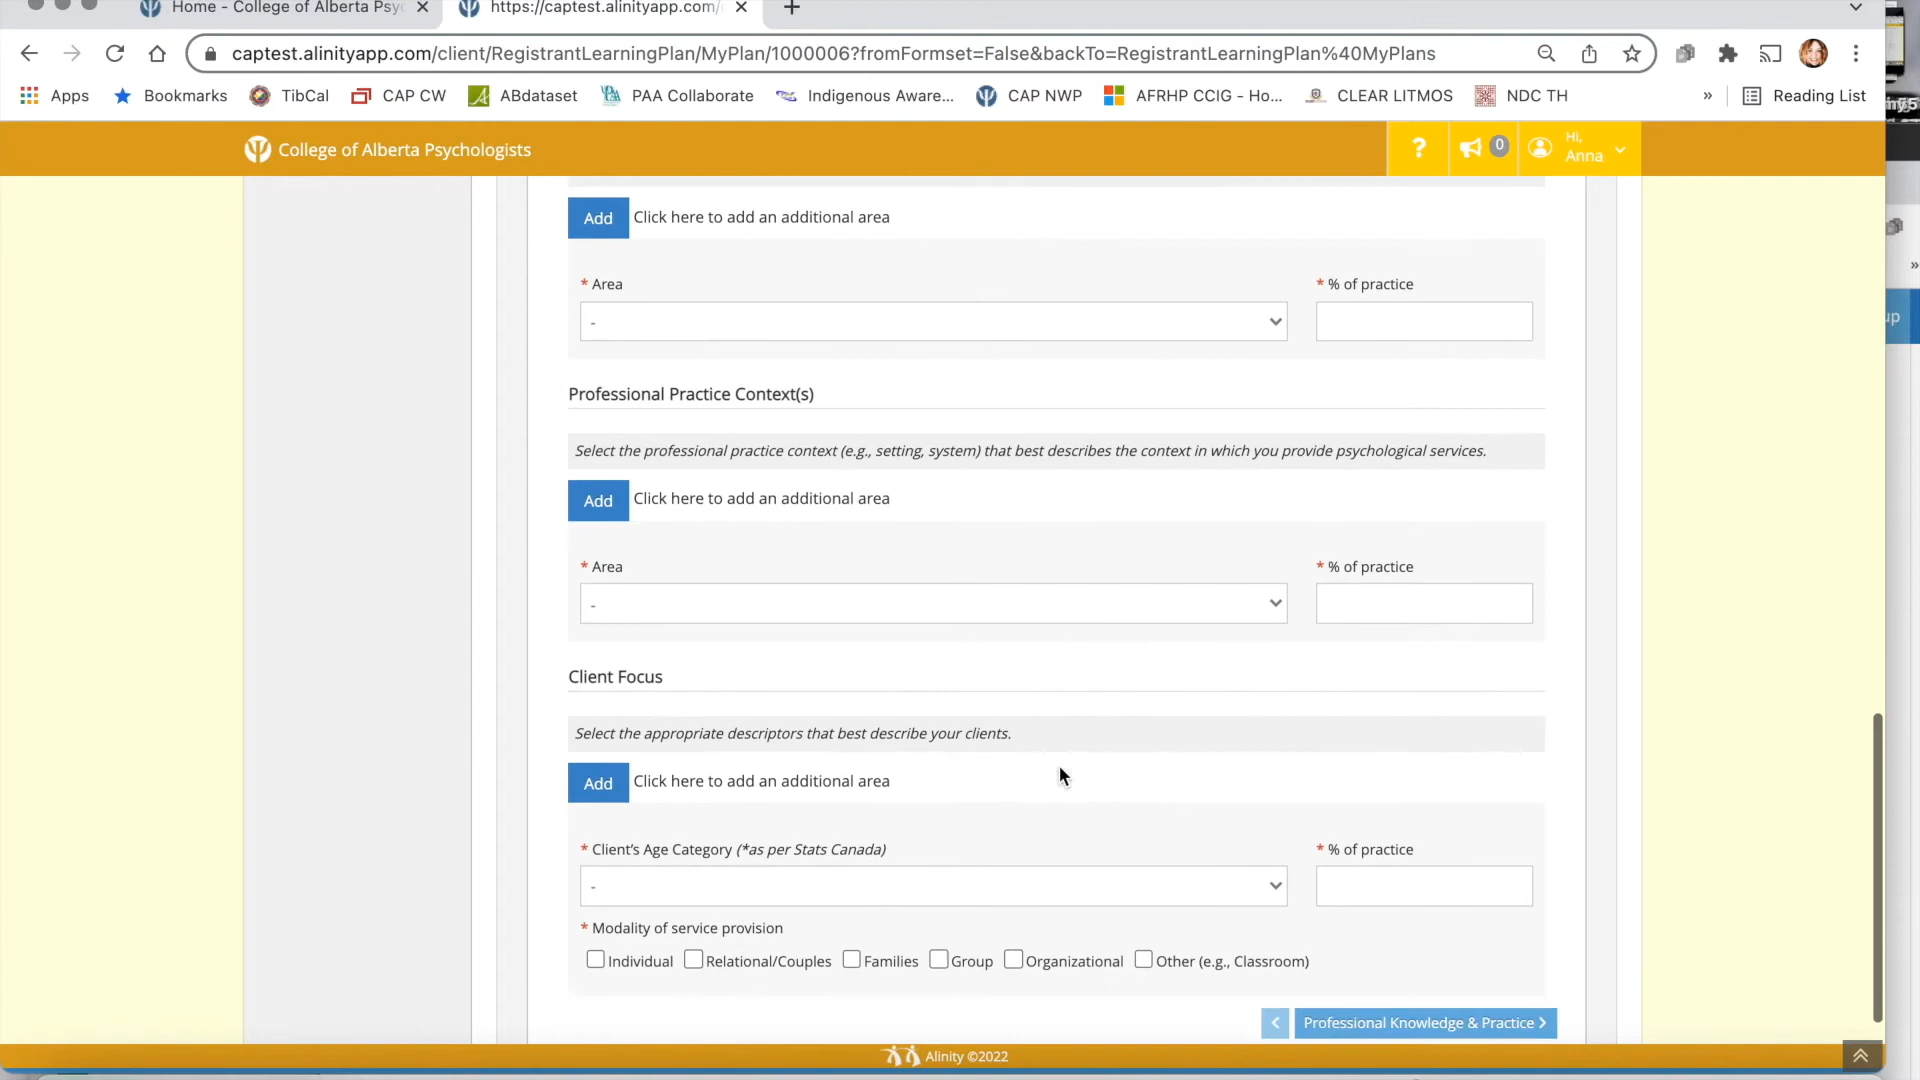 Home - College of Alberta Psyc
https://captest.alinityapp.com/
captest.alinityapp.com/client/RegistrantLearningPlan/MyPlan/1000006?fromFormset=False&backTo=RegistrantLearningPlan%40MyPlans
Apps Bookmarks TibCal CAP CW ABdataset PAA Collaborate Indigenous Aware... CAP NWP AFRHP CCIG - Ho... CLEAR LITMOS NDC TH » Reading List
College of Alberta Psychologists
? 0 Hi, Anna
Add Click here to add an additional area
* Area * % of practice
-
Professional Practice Context(s)
Select the professional practice context (e.g., setting, system) that best describes the context in which you provide psychological services.
Add Click here to add an additional area
* Area * % of practice
-
Client Focus
Select the appropriate descriptors that best describe your clients.
Add Click here to add an additional area
* Client's Age Category (*as per Stats Canada) * % of practice
-
* Modality of service provision
Individual Relational/Couples Families Group Organizational Other (e.g., Classroom)
Professional Knowledge & Practice
Alinity ©2022